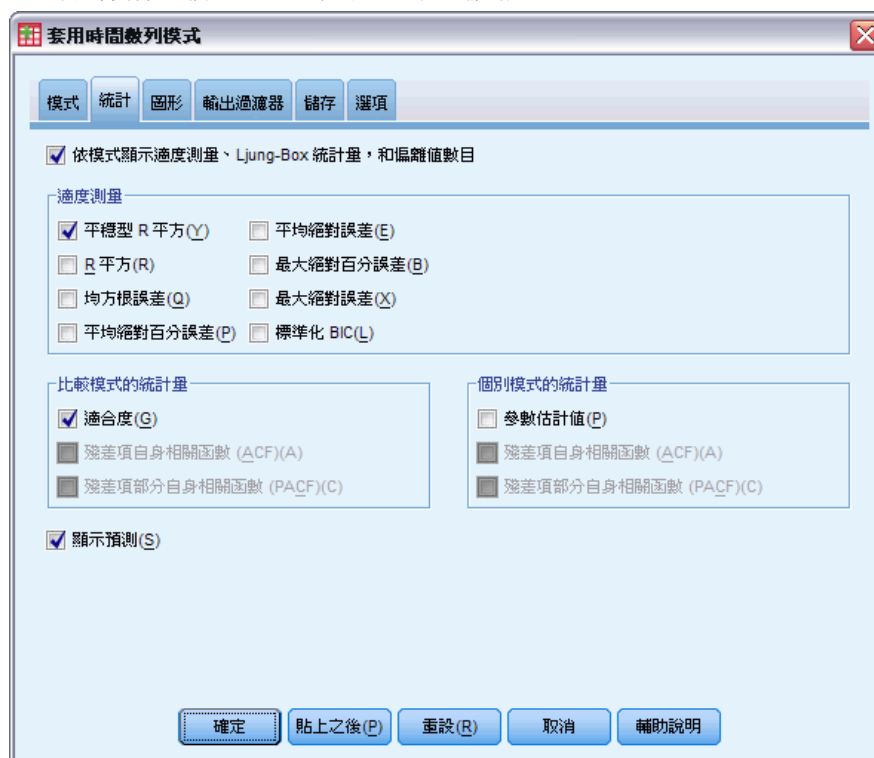 套用時間數列模式
模式 統計 圖形 輸出過濾器 儲存 選項
依模式顯示適度測量、Ljung-Box 統計量，和偏離值數目
適度測量
平穩型 R 平方(Y) 平均絕對誤差(E)
R 平方(R) 最大絕對百分誤差(B)
均方根誤差(Q) 最大絕對誤差(X)
平均絕對百分誤差(P) 標準化 BIC(L)
比較模式的統計量 個別模式的統計量
適合度(G) 參數估計值(P)
殘差項自身相關函數 (ACF)(A) 殘差項自身相關函數 (ACF)(A)
殘差項部分自身相關函數 (PACF)(C) 殘差項部分自身相關函數 (PACF)(C)
顯示預測(S)
確定 貼上之後(P) 重設(R) 取消 輔助說明